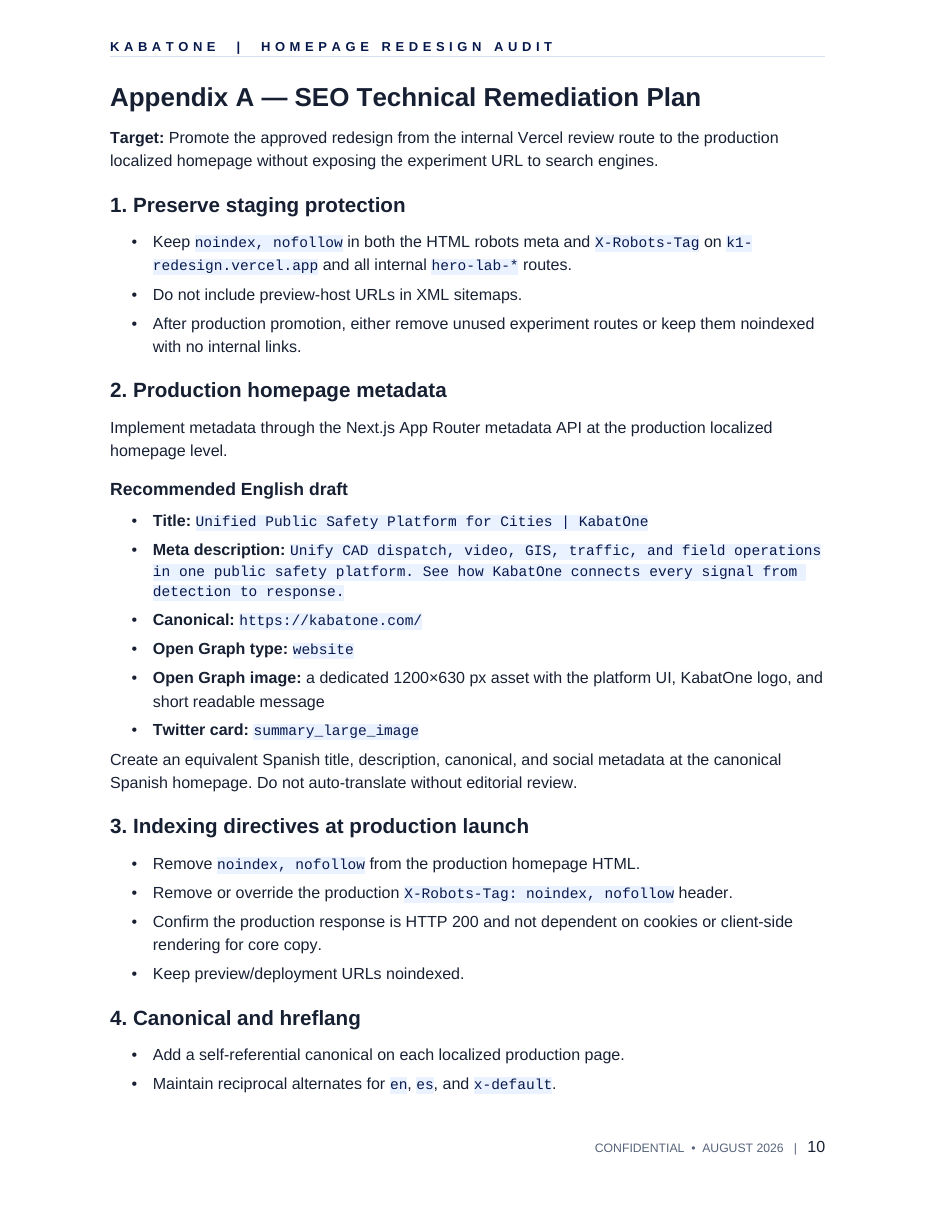 KABATONE | HOMEPAGE REDESIGN AUDIT
Appendix A — SEO Technical Remediation Plan
Target: Promote the approved redesign from the internal Vercel review route to the production
localized homepage without exposing the experiment URL to search engines.
1. Preserve staging protection
• Keep noindex, nofollow in both the HTML robots meta and X-Robots-Tag on k1-
redesign.vercel.app and all internal hero-lab-* routes.
• Do not include preview-host URLs in XML sitemaps.
• After production promotion, either remove unused experiment routes or keep them noindexed
with no internal links.
2. Production homepage metadata
Implement metadata through the Next.js App Router metadata API at the production localized
homepage level.
Recommended English draft
• Title: Unified Public Safety Platform for Cities | KabatOne
• Meta description: Unify CAD dispatch, video, GIS, traffic, and field operations
in one public safety platform. See how KabatOne connects every signal from
detection to response.
• Canonical: https://kabatone.com/
• Open Graph type: website
• Open Graph image: a dedicated 1200×630 px asset with the platform UI, KabatOne logo, and
short readable message
• Twitter card: summary_large_image
Create an equivalent Spanish title, description, canonical, and social metadata at the canonical
Spanish homepage. Do not auto-translate without editorial review.
3. Indexing directives at production launch
• Remove noindex, nofollow from the production homepage HTML.
• Remove or override the production X-Robots-Tag: noindex, nofollow header.
• Confirm the production response is HTTP 200 and not dependent on cookies or client-side
rendering for core copy.
• Keep preview/deployment URLs noindexed.
4. Canonical and hreflang
• Add a self-referential canonical on each localized production page.
• Maintain reciprocal alternates for en, es, and x-default.
CONFIDENTIAL • AUGUST 2026 | 10